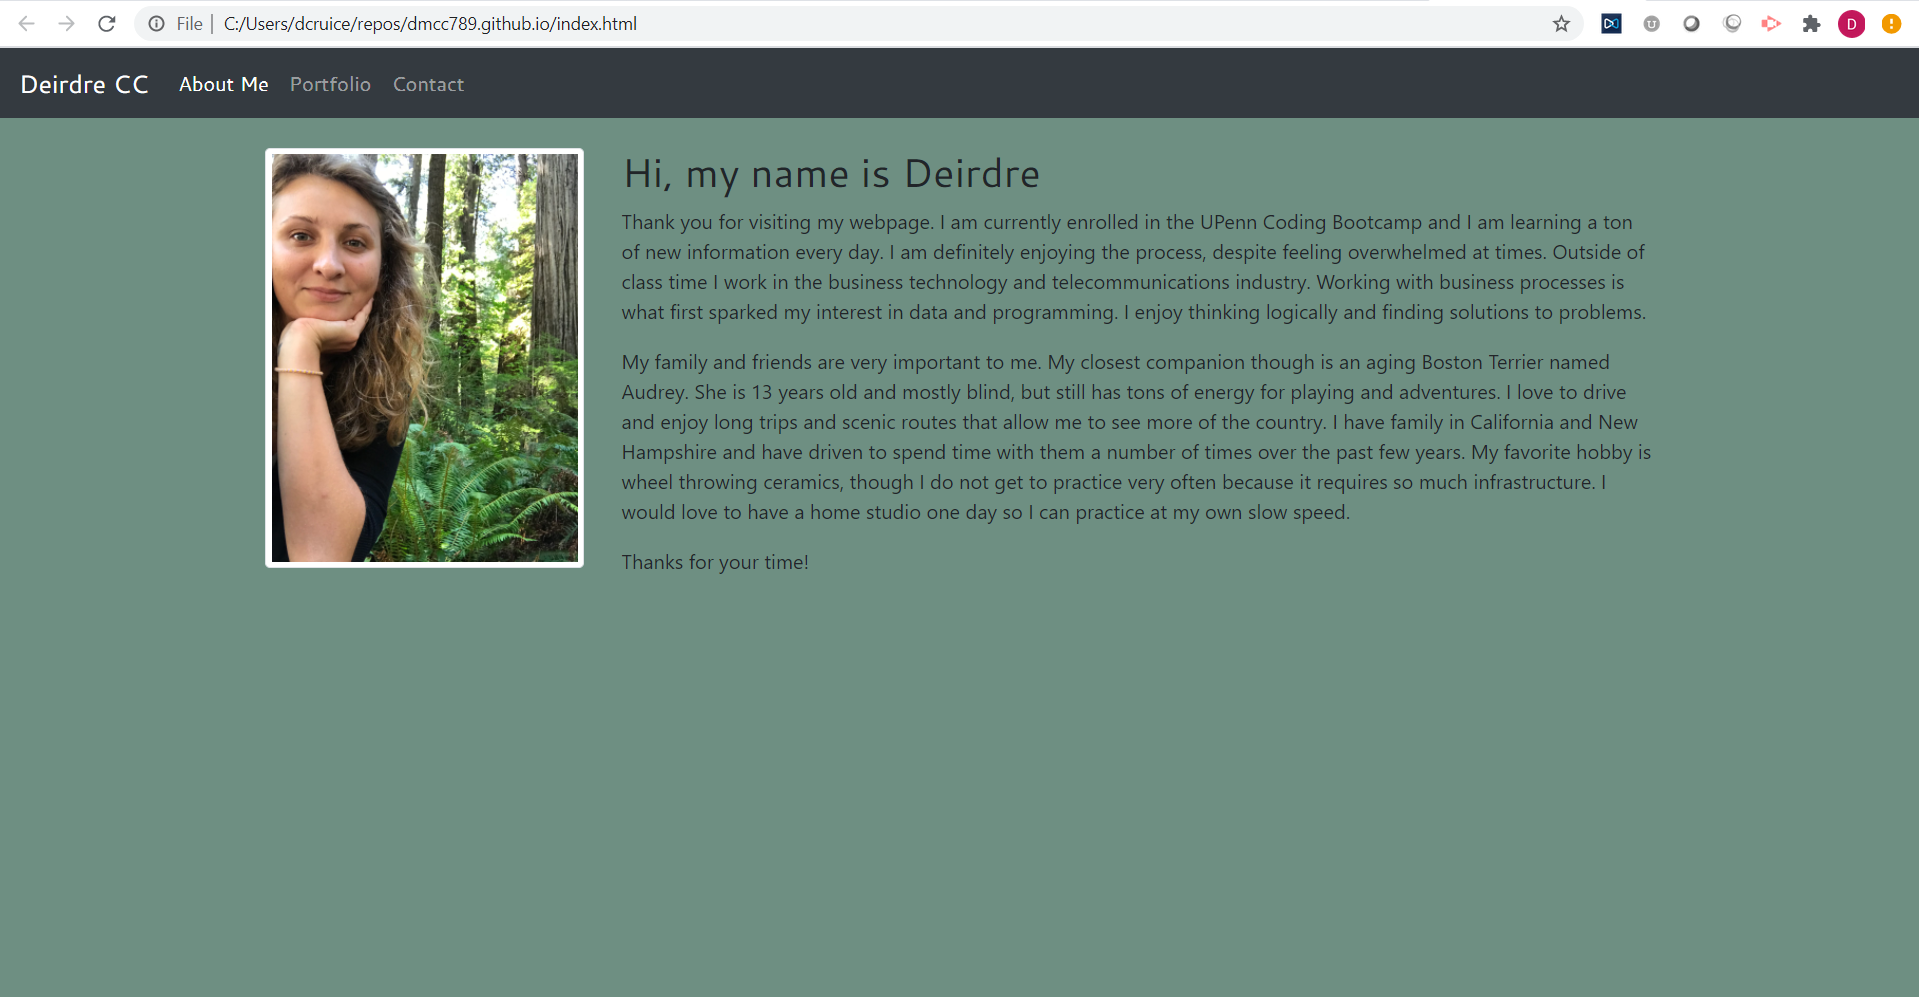 File | C:/Users/dcruice/repos/dmcc789.github.io/index.html
D
Deirdre CC About Me Portfolio Contact
Hi, my name is Deirdre
Thank you for visiting my webpage. I am currently enrolled in the UPenn Coding Bootcamp and I am learning a ton
of new information every day. I am definitely enjoying the process, despite feeling overwhelmed at times. Outside of
class time I work in the business technology and telecommunications industry. Working with business processes is
what first sparked my interest in data and programming. I enjoy thinking logically and finding solutions to problems.
My family and friends are very important to me. My closest companion though is an aging Boston Terrier named
Audrey. She is 13 years old and mostly blind, but still has tons of energy for playing and adventures. I love to drive
and enjoy long trips and scenic routes that allow me to see more of the country. I have family in California and New
Hampshire and have driven to spend time with them a number of times over the past few years. My favorite hobby is
wheel throwing ceramics, though I do not get to practice very often because it requires so much infrastructure. I
would love to have a home studio one day so I can practice at my own slow speed.
Thanks for your time!